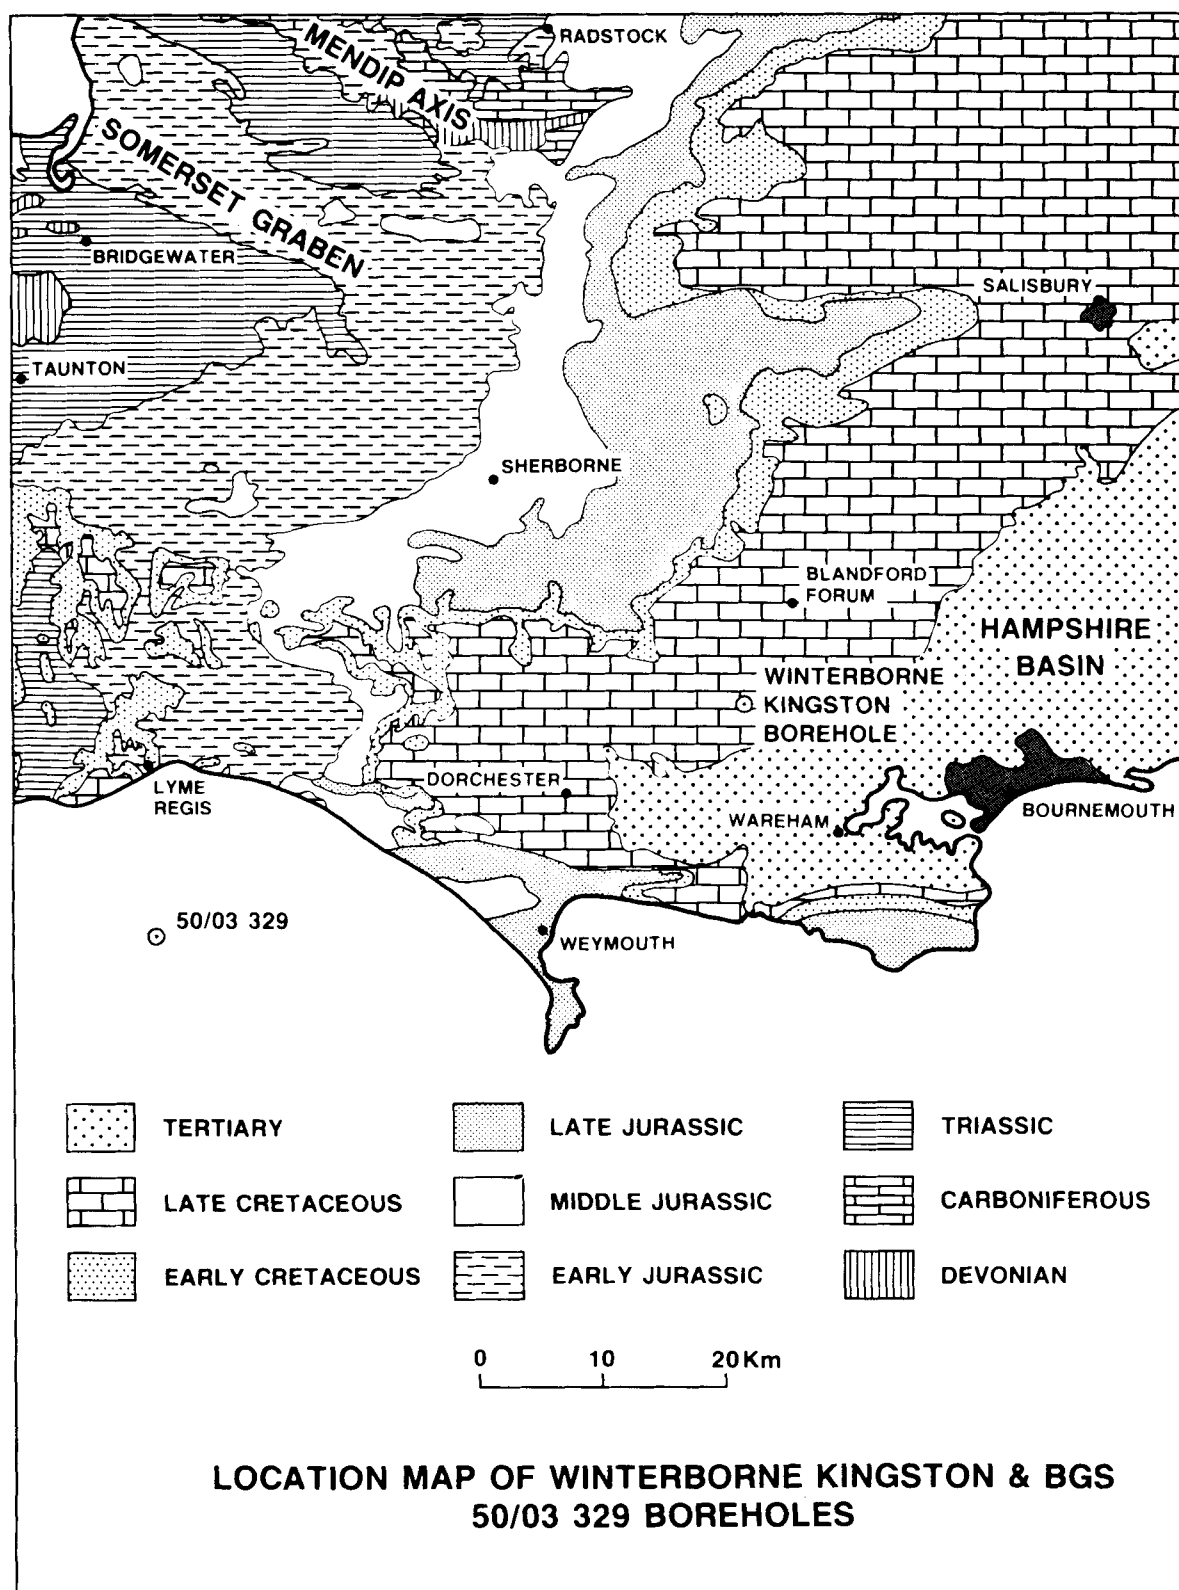 RADSTOCK
MENDIP AXIS
SOMERSET GRABEN
BRIDGEWATER
SALISBURY
TAUNTON
SHERBORNE
BLANDFORD
FORUM
HAMPSHIRE
BASIN
WINTERBORNE
KINGSTON
BOREHOLE
LYME
REGIS
DORCHESTER
WAREHAM
BOURNEMOUTH
50/03 329
WEYMOUTH
TERTIARY
LATE JURASSIC
TRIASSIC
LATE CRETACEOUS
MIDDLE JURASSIC
CARBONIFEROUS
EARLY CRETACEOUS
EARLY JURASSIC
DEVONIAN
0 10 20 Km
LOCATION MAP OF WINTERBORNE KINGSTON & BGS
50/03 329 BOREHOLES